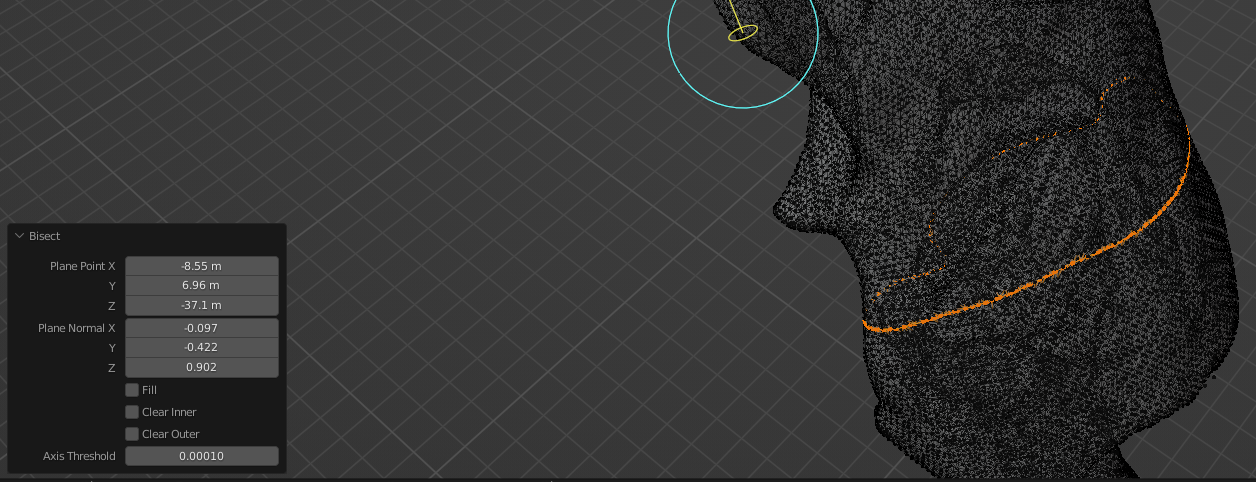 Bisect
Plane Point X -8.55 m
Y 6.96 m
Z -37.1 m
Plane Normal X -0.097
Y -0.422
Z 0.902
Fill
Clear Inner
Clear Outer
Axis Threshold 0.00010